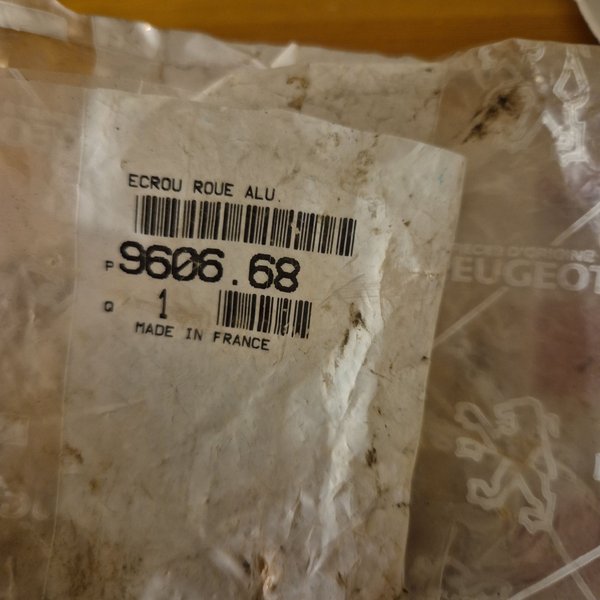 ECROU ROUE ALU.
P 9606.68
Q 1
MADE IN FRANCE
PEUGEOT